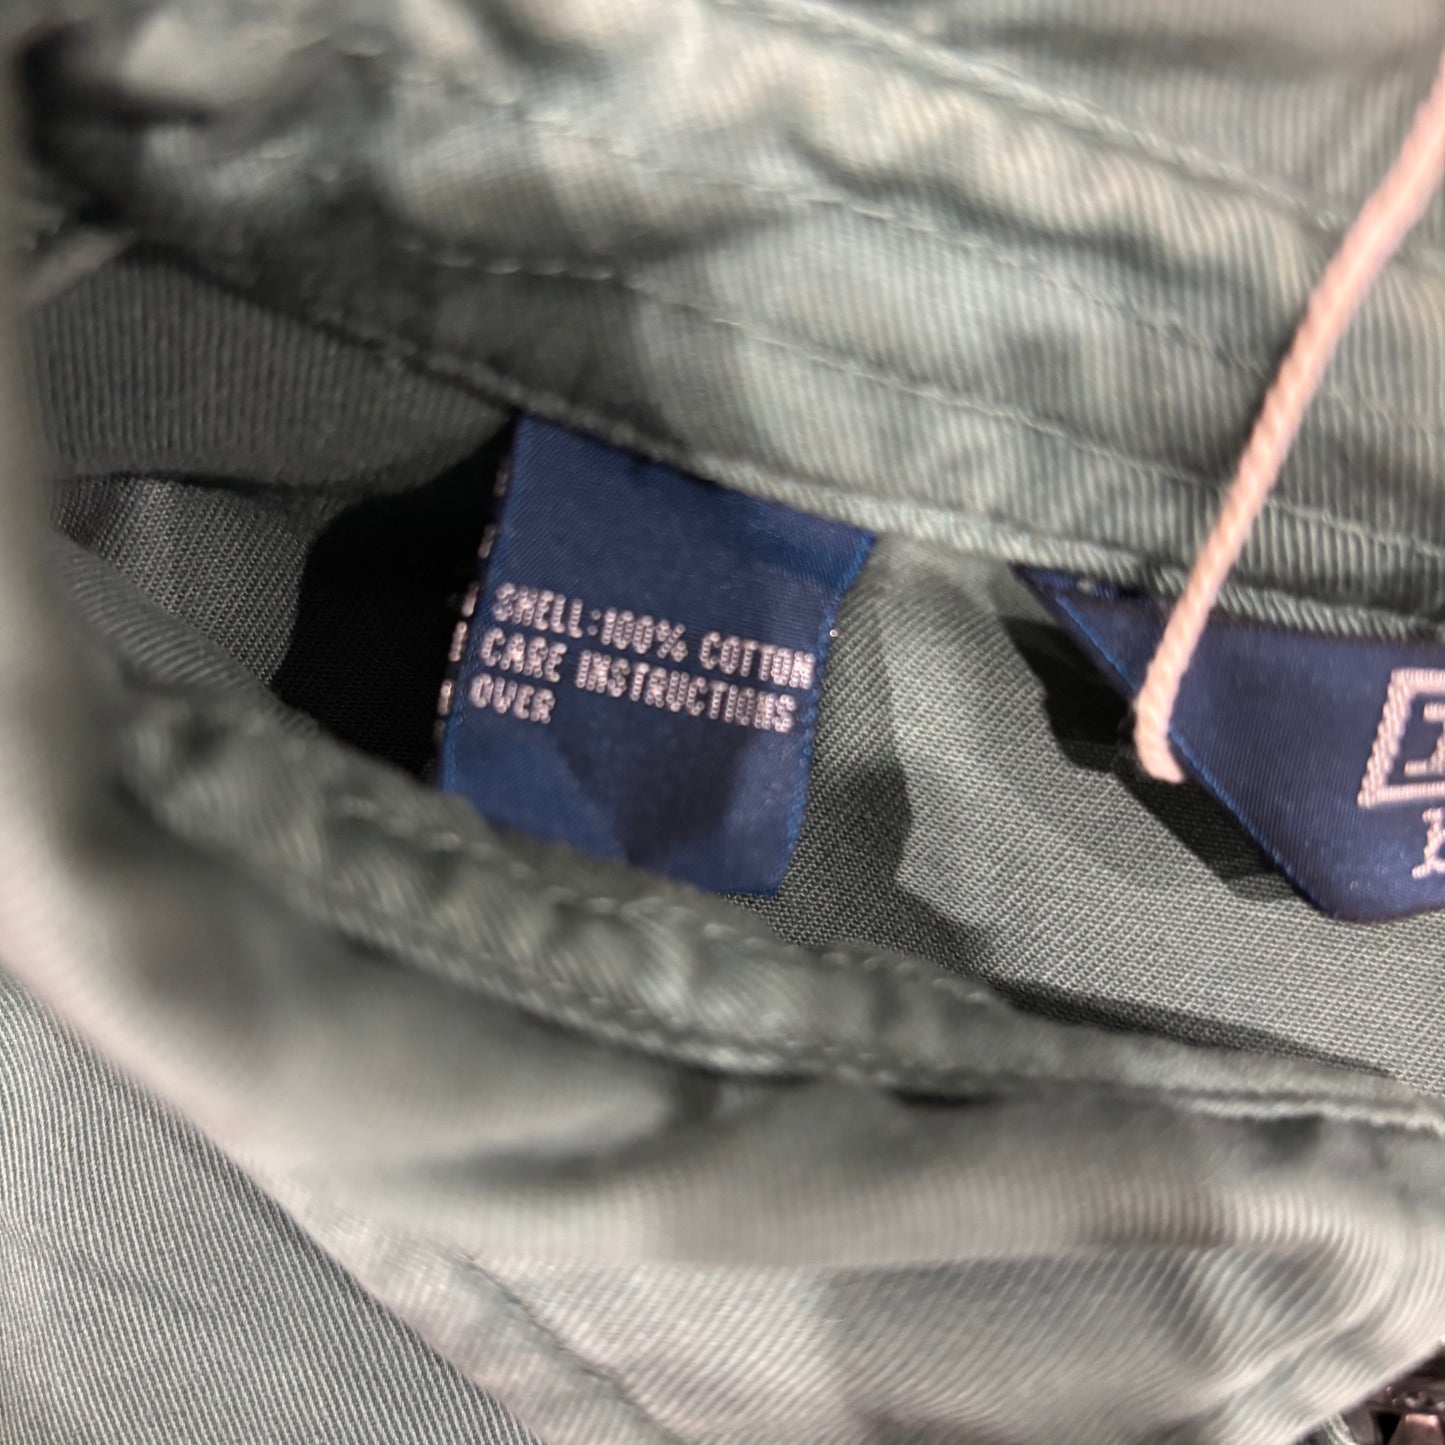 SHELL:100% COTTON
CARE INSTRUCTIONS
OVER